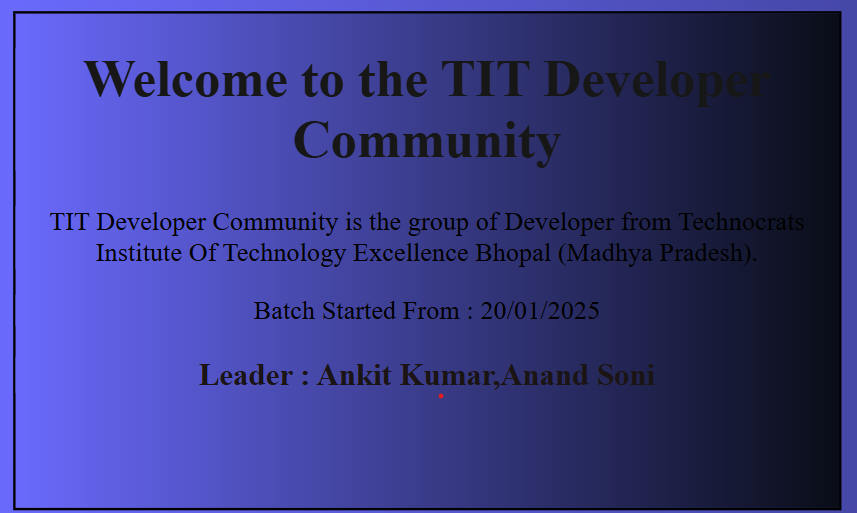 Welcome to the TIT Developer
Community
TIT Developer Community is the group of Developer from Technocrats
Institute Of Technology Excellence Bhopal (Madhya Pradesh).
Batch Started From : 20/01/2025
Leader : Ankit Kumar,Anand Soni